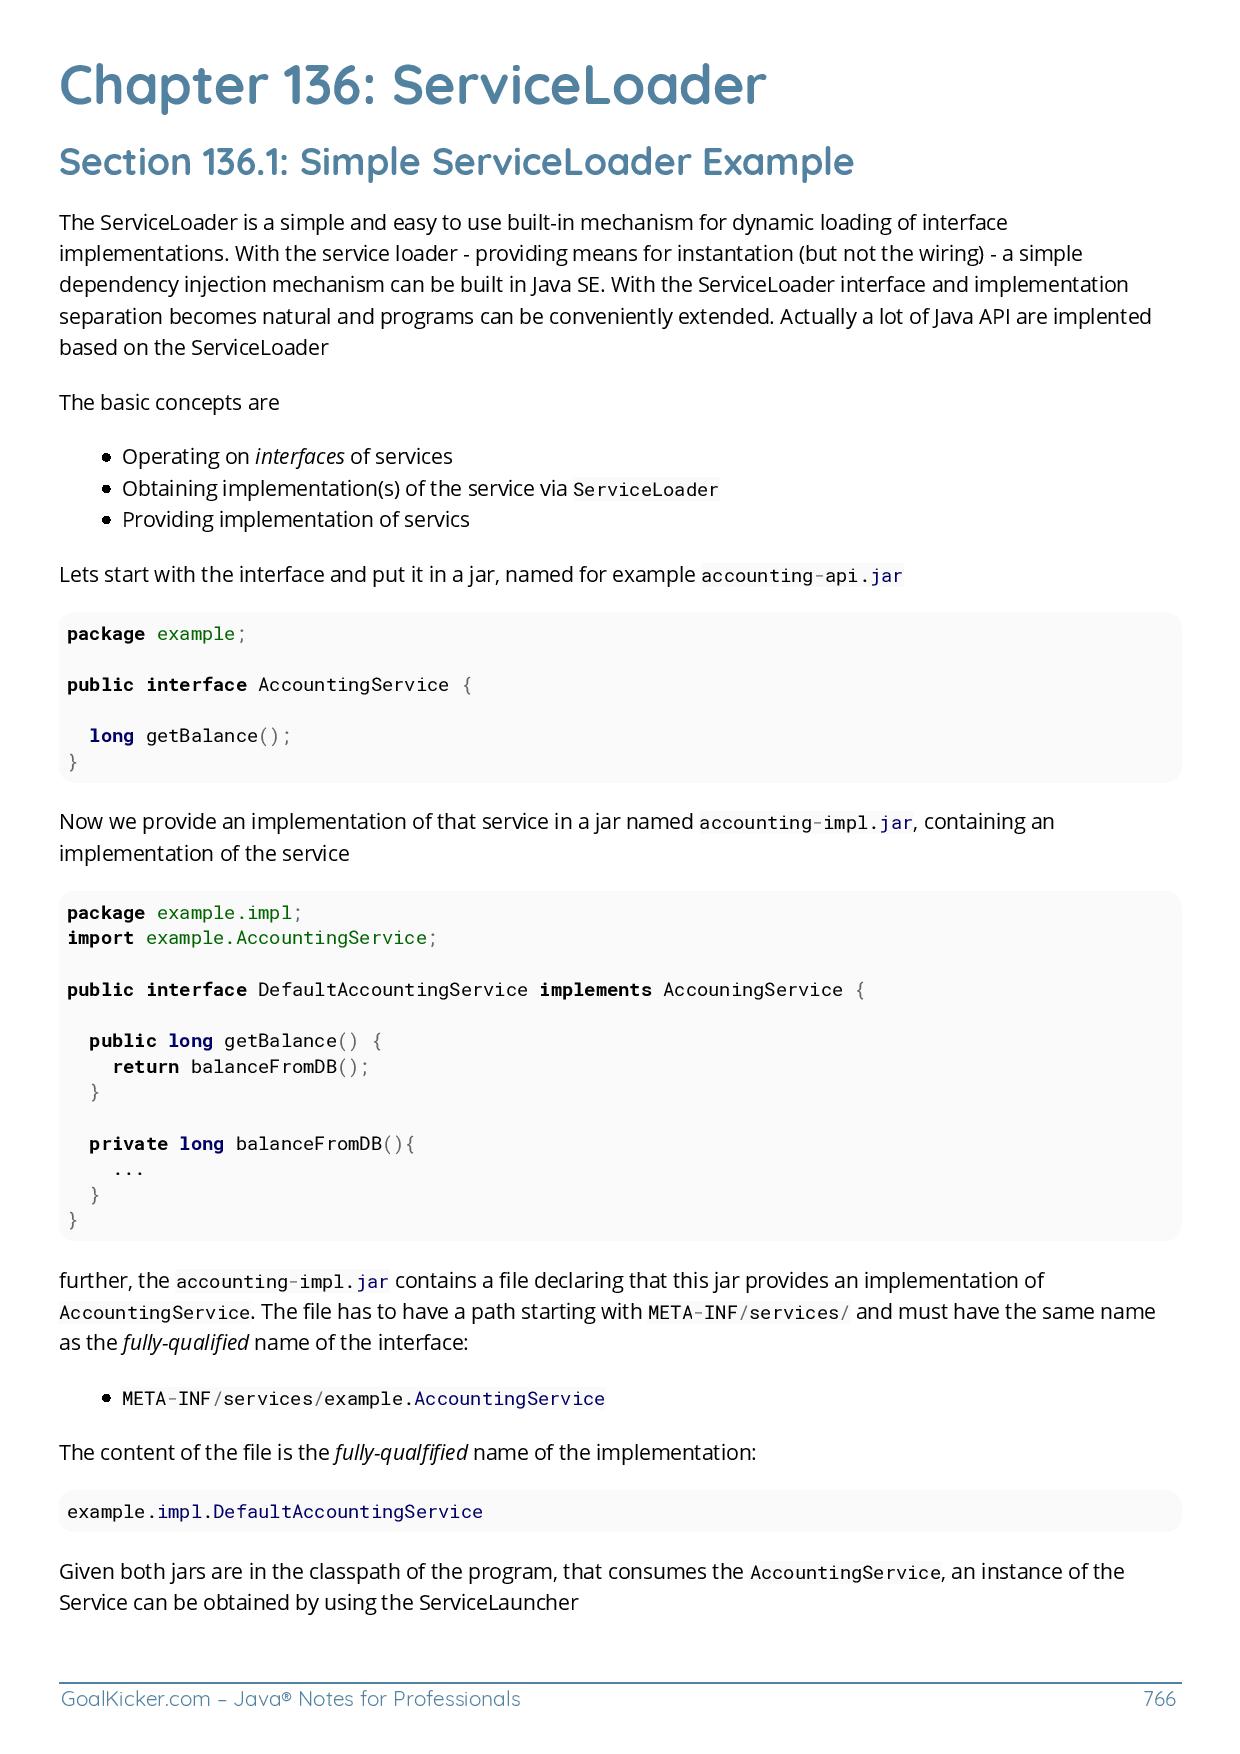 Chapter 136: ServiceLoader
Section 136.1: Simple ServiceLoader Example
The ServiceLoader is a simple and easy to use built-in mechanism for dynamic loading of interface
implementations. With the service loader - providing means for instantation (but not the wiring) - a simple
dependency injection mechanism can be built in Java SE. With the ServiceLoader interface and implementation
separation becomes natural and programs can be conveniently extended. Actually a lot of Java API are implented
based on the ServiceLoader
The basic concepts are
● Operating on interfaces of services
● Obtaining implementation(s) of the service via ServiceLoader
● Providing implementation of servics
Lets start with the interface and put it in a jar, named for example accounting-api.jar
package example;
public interface AccountingService {
  long getBalance();
}
Now we provide an implementation of that service in a jar named accounting-impl.jar, containing an
implementation of the service
package example.impl;
import example.AccountingService;
public interface DefaultAccountingService implements AccouningService {
  public long getBalance() {
    return balanceFromDB();
  }
  private long balanceFromDB(){
    ...
  }
}
further, the accounting-impl.jar contains a file declaring that this jar provides an implementation of
AccountingService. The file has to have a path starting with META-INF/services/ and must have the same name
as the fully-qualified name of the interface:
● META-INF/services/example.AccountingService
The content of the file is the fully-qualfified name of the implementation:
example.impl.DefaultAccountingService
Given both jars are in the classpath of the program, that consumes the AccountingService, an instance of the
Service can be obtained by using the ServiceLauncher
GoalKicker.com – Java® Notes for Professionals 766